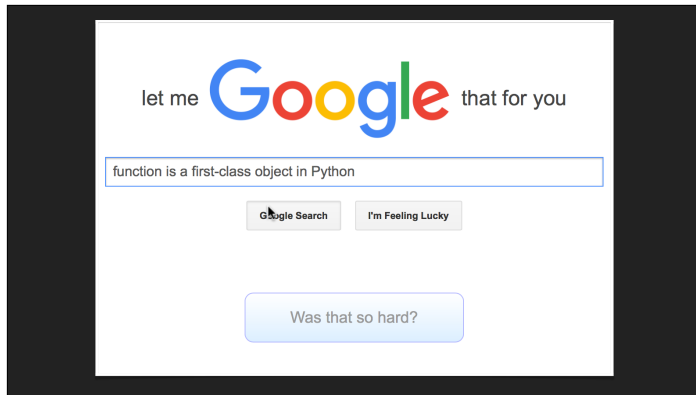 let me Google that for you
function is a first-class object in Python
Google Search I'm Feeling Lucky
Was that so hard?